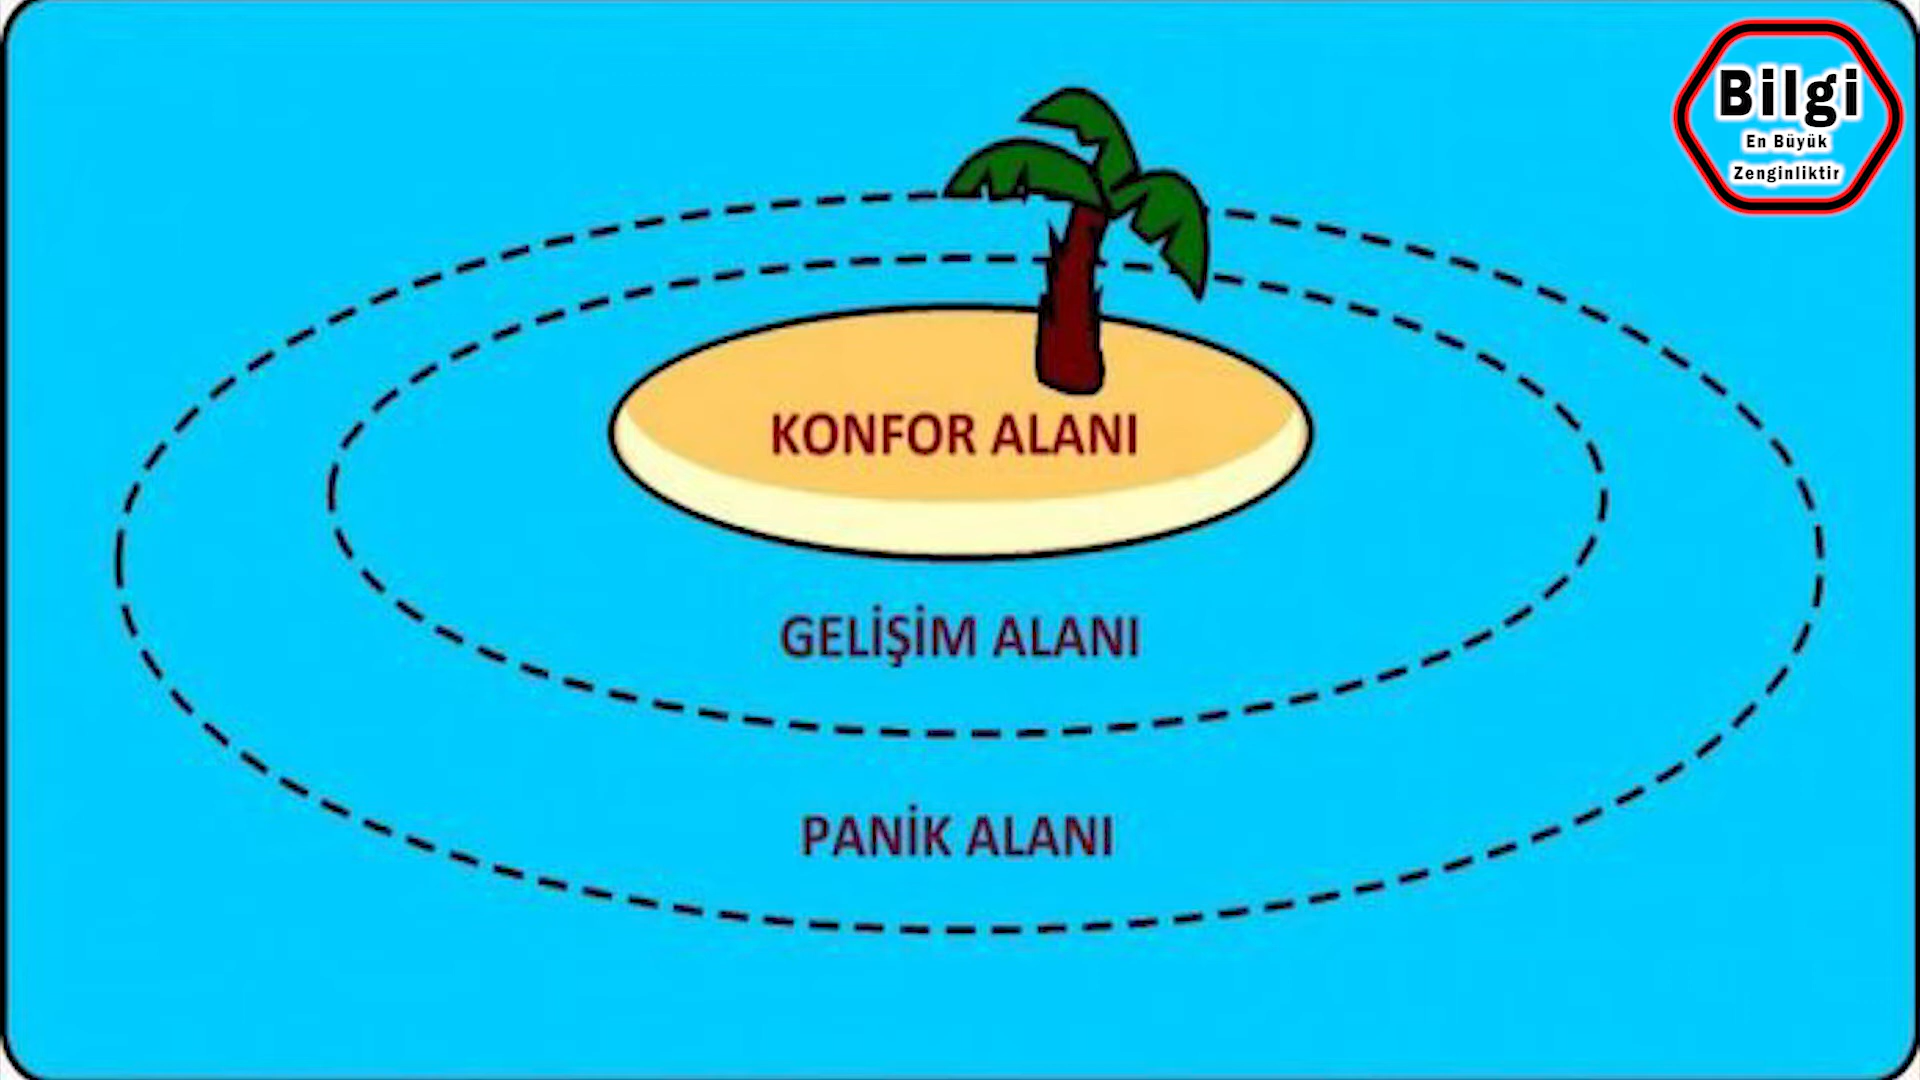 Bilgi
En Büyük
Zenginliktir
KONFOR ALANI
GELİŞİM ALANI
PANİK ALANI